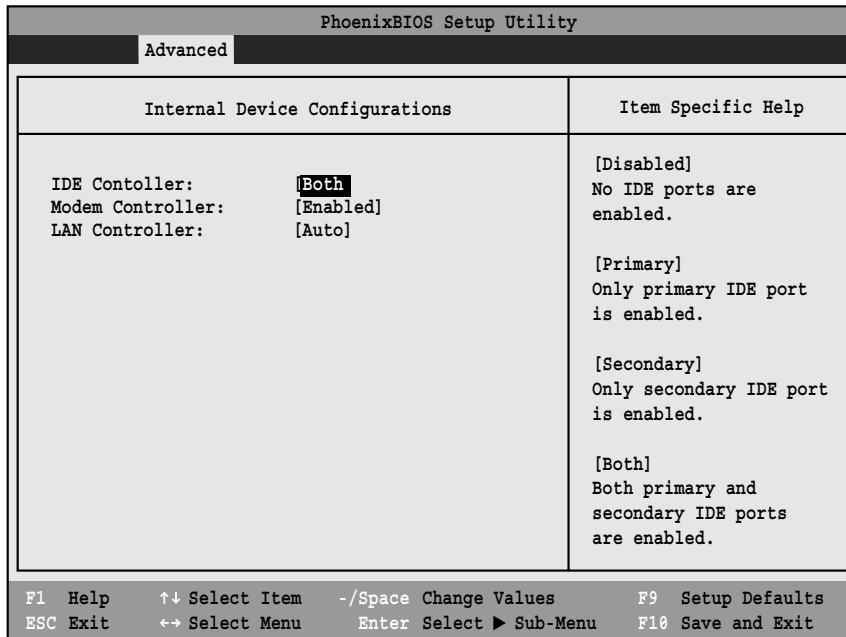 PhoenixBIOS Setup Utility
Advanced
Internal Device Configurations
IDE Contoller: [Both
Modem Controller: [Enabled]
LAN Controller: [Auto]
Item Specific Help
[Disabled]
No IDE ports are
enabled.
[Primary]
Only primary IDE port
is enabled.
[Secondary]
Only secondary IDE port
is enabled.
[Both]
Both primary and
secondary IDE ports
are enabled.
F1 Help ↑↓ Select Item -/Space Change Values F9 Setup Defaults
ESC Exit ←→ Select Menu Enter Select ▶ Sub-Menu F10 Save and Exit